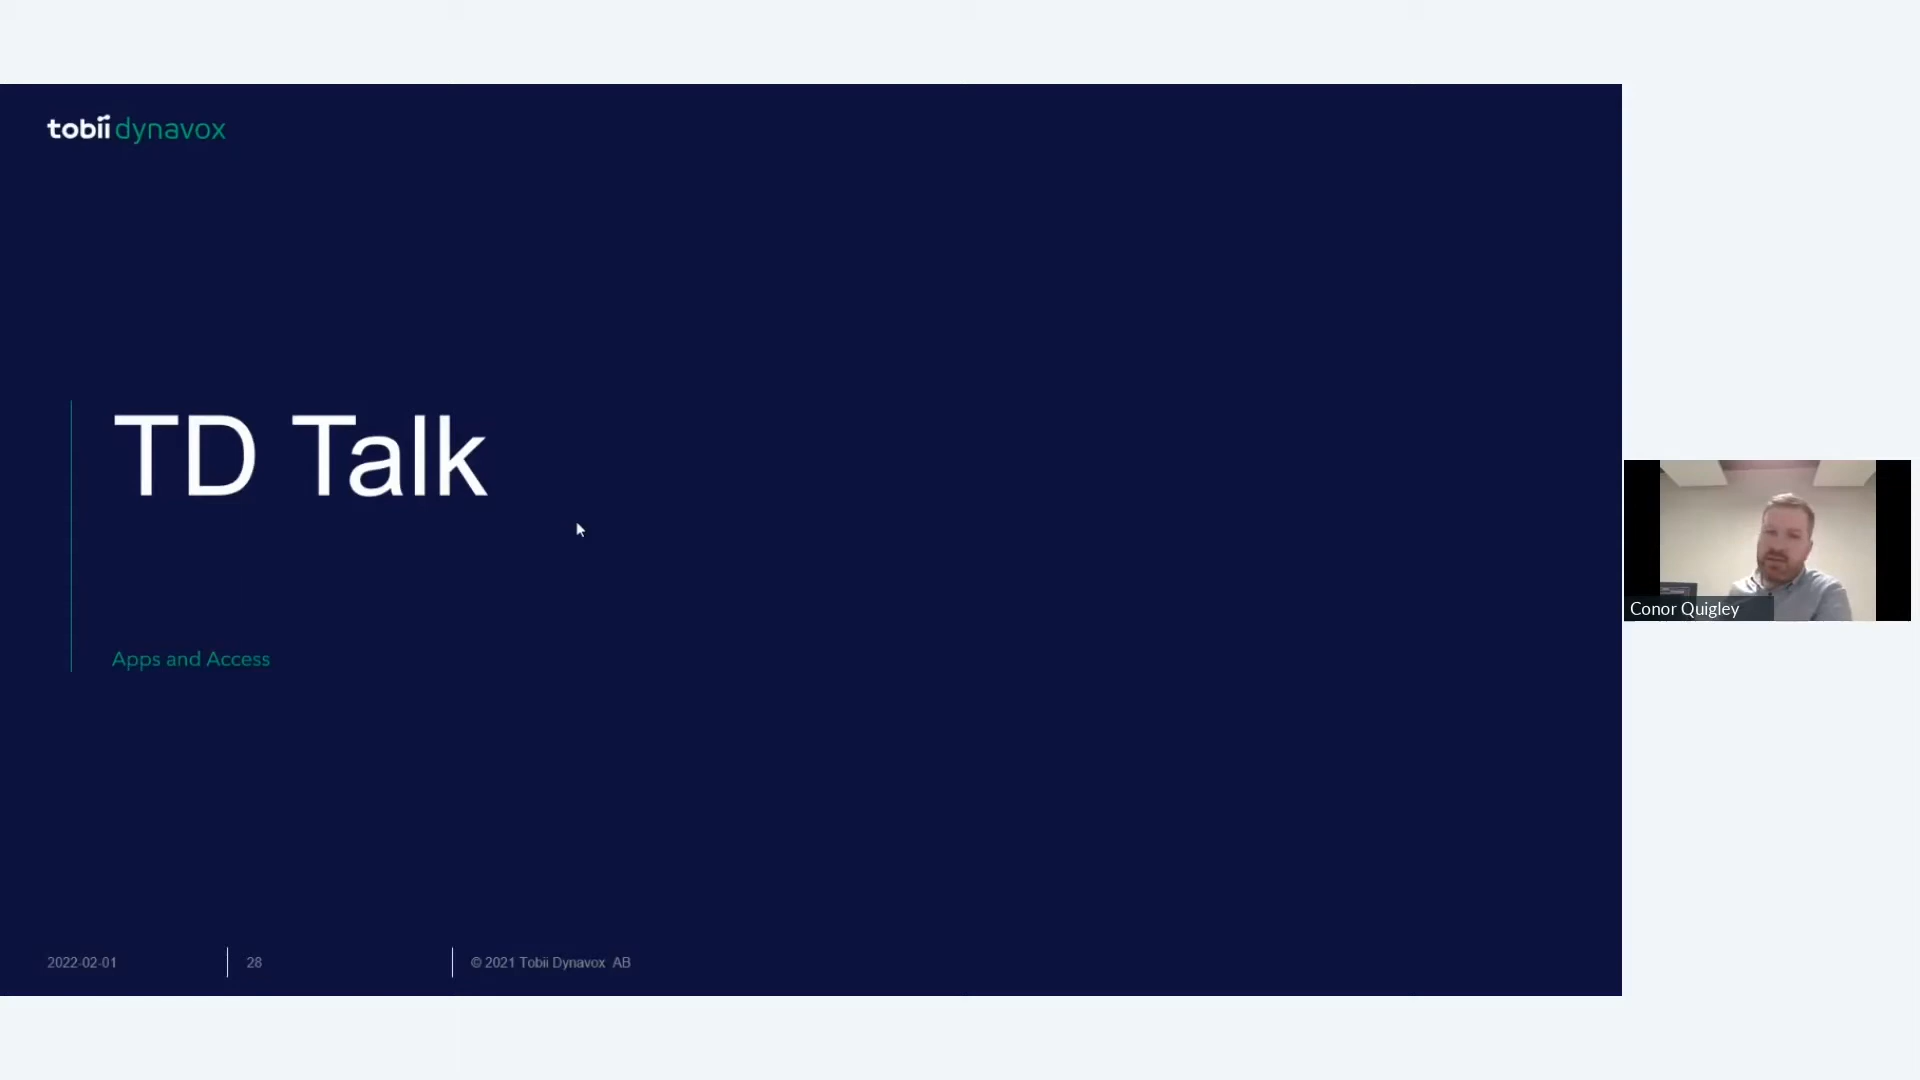 tobii dynavox
TD Talk
Apps and Access
2022-02-01
28
© 2021 Tobii Dynavox AB
Conor Quigley